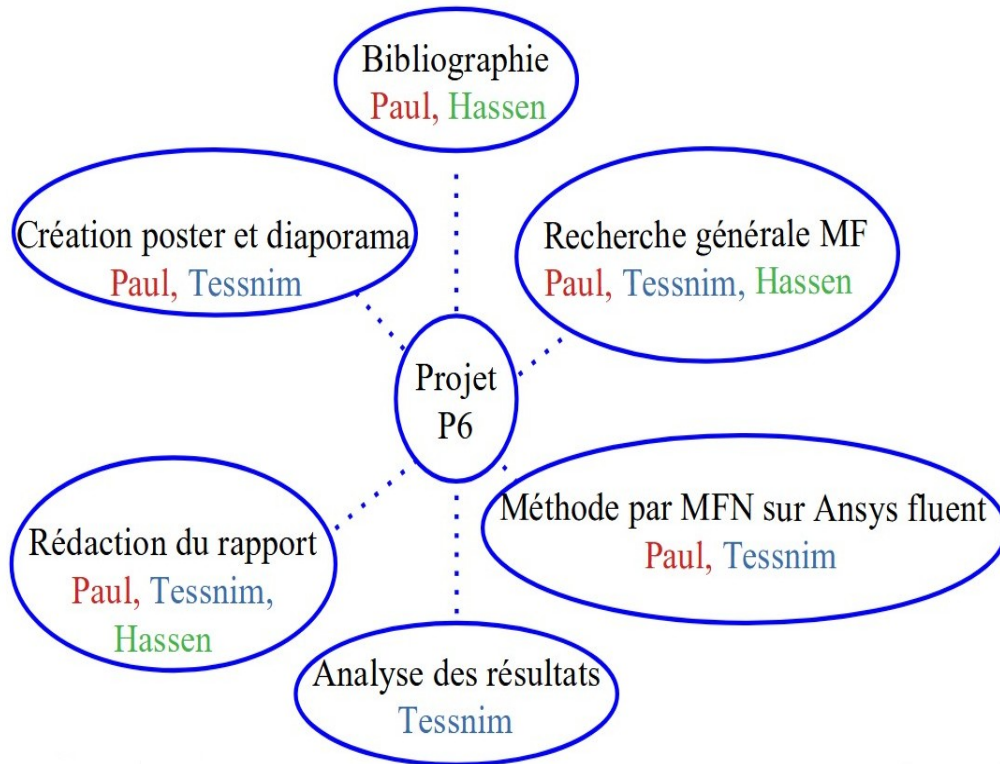 Bibliographie
Paul, Hassen
Création poster et diaporama
Paul, Tessnim
Recherche générale MF
Paul, Tessnim, Hassen
Projet
P6
Méthode par MFN sur Ansys fluent
Paul, Tessnim
Rédaction du rapport
Paul, Tessnim,
Hassen
Analyse des résultats
Tessnim